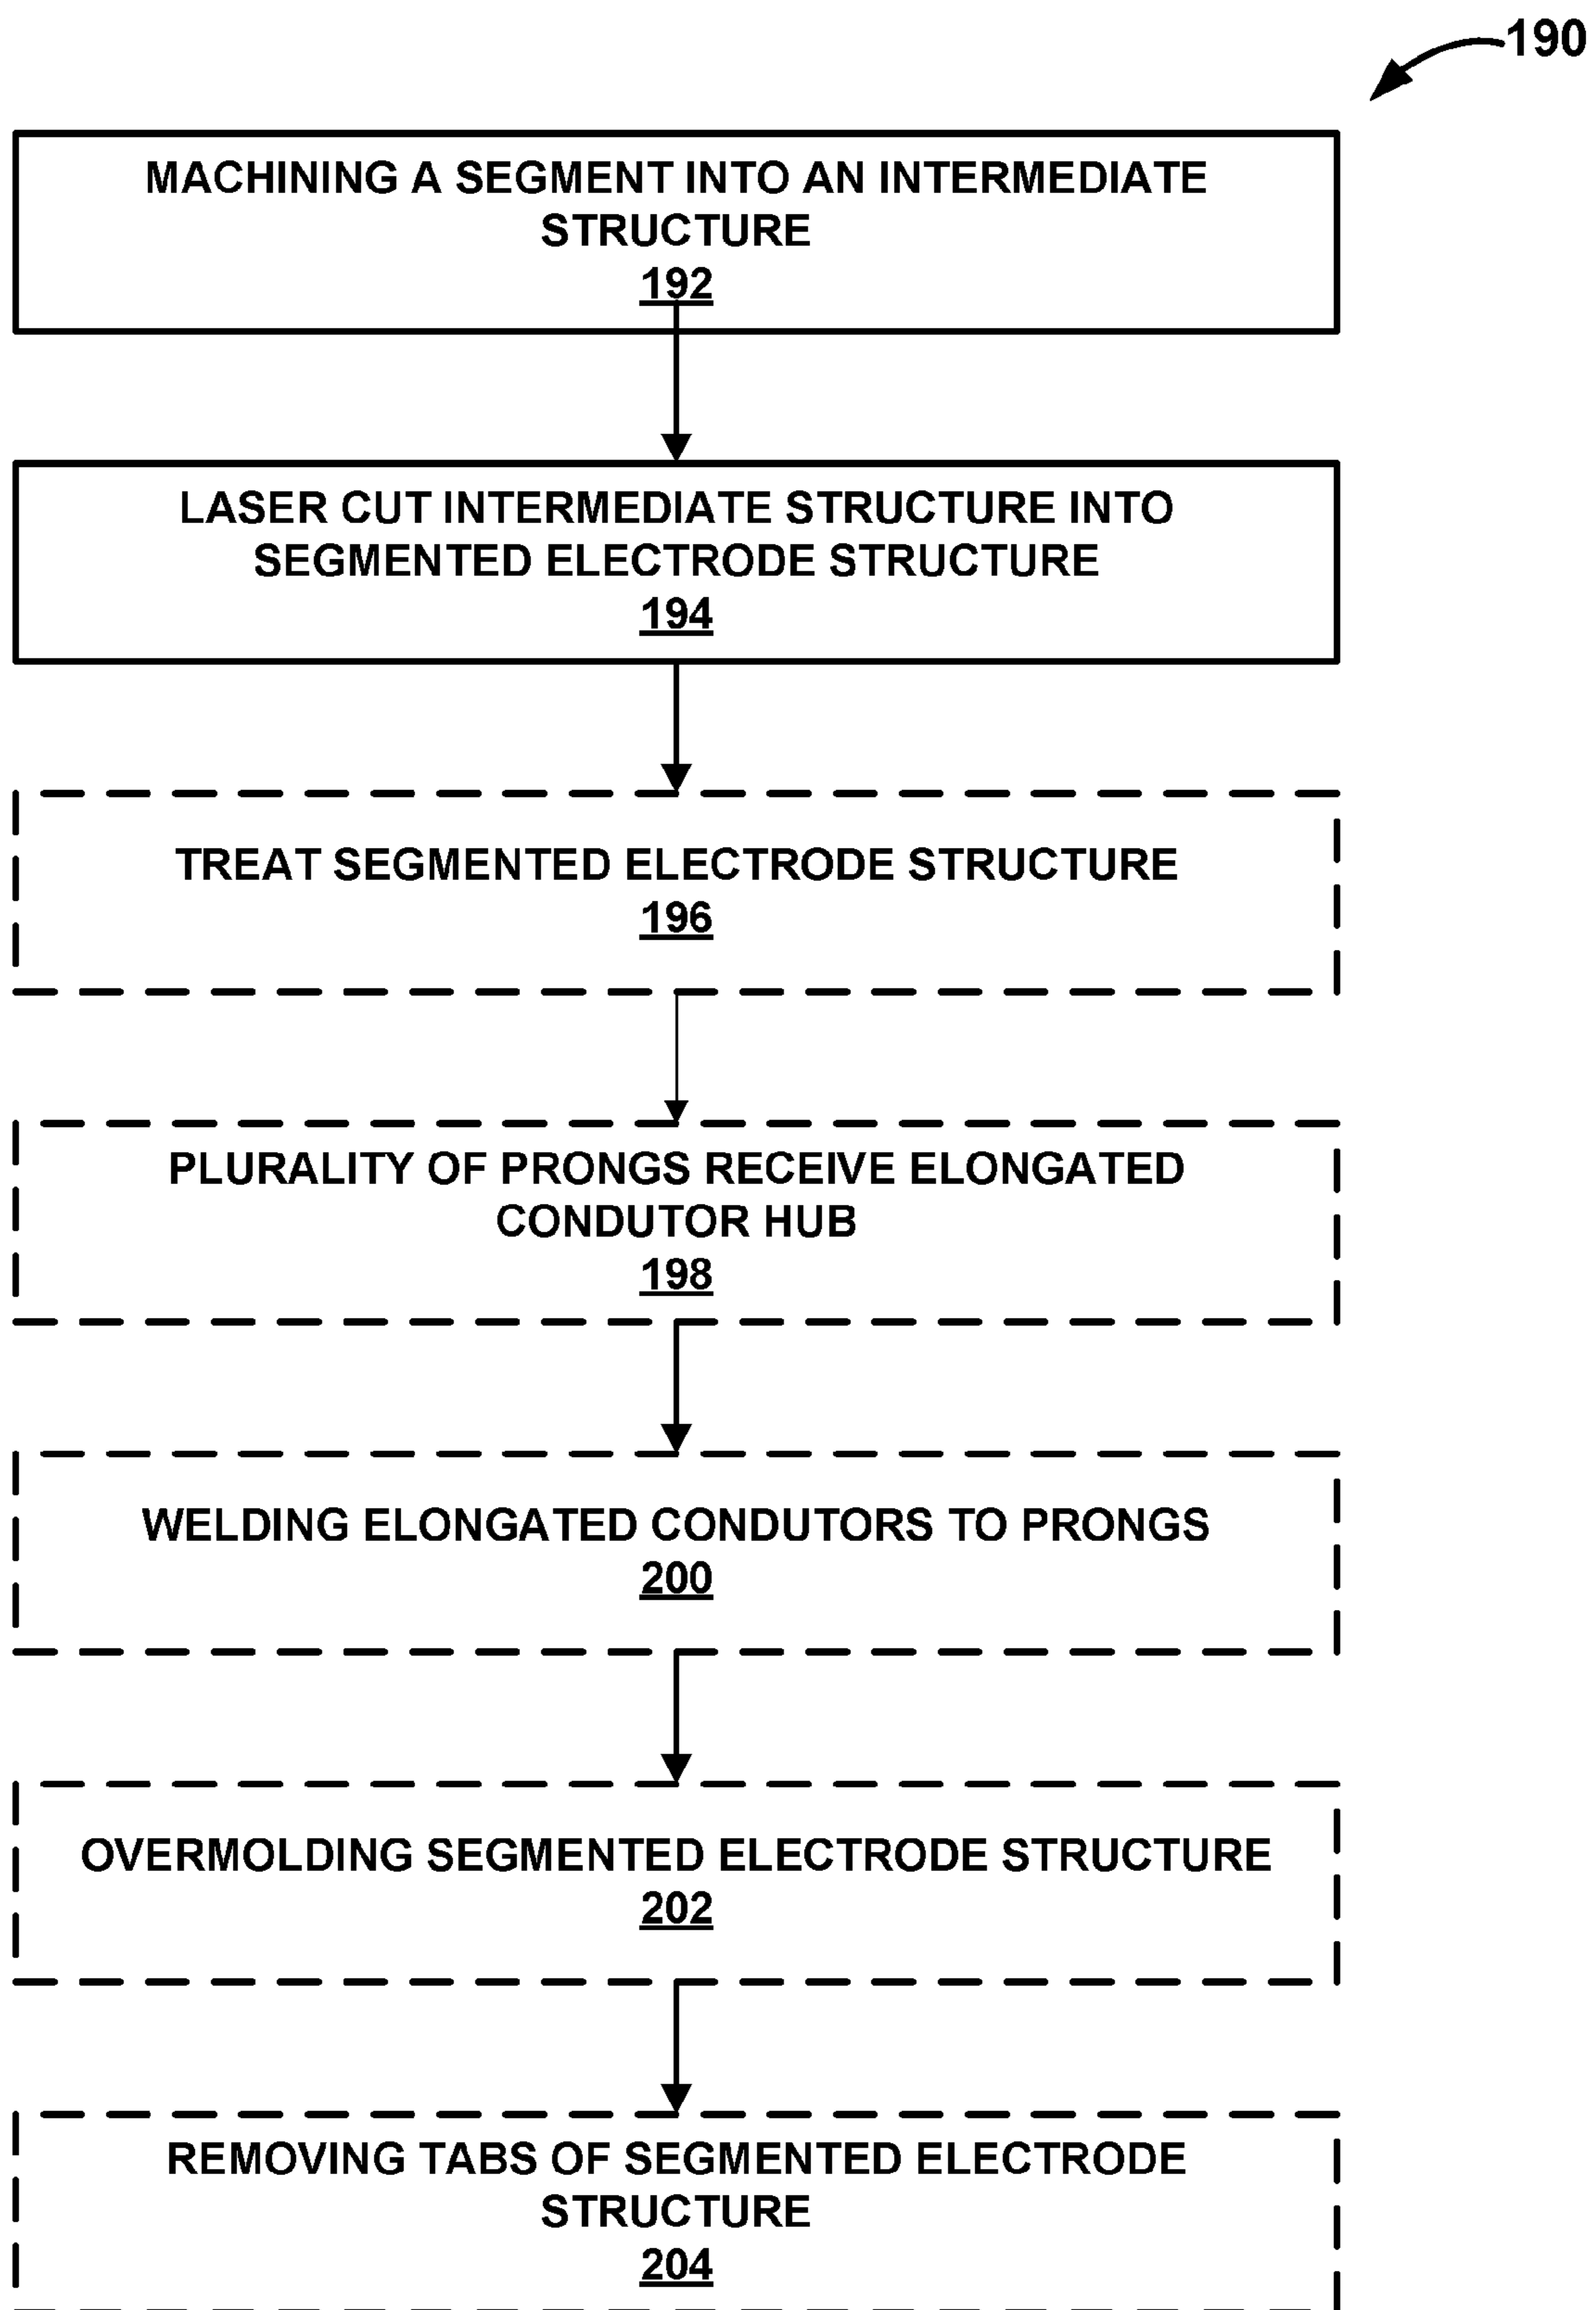 190
MACHINING A SEGMENT INTO AN INTERMEDIATE
STRUCTURE
192
LASER CUT INTERMEDIATE STRUCTURE INTO
SEGMENTED ELECTRODE STRUCTURE
194
TREAT SEGMENTED ELECTRODE STRUCTURE
196
PLURALITY OF PRONGS RECEIVE ELONGATED
CONDUTOR HUB
198
WELDING ELONGATED CONDUTORS TO PRONGS
200
OVERMOLDING SEGMENTED ELECTRODE STRUCTURE
202
REMOVING TABS OF SEGMENTED ELECTRODE
STRUCTURE
204